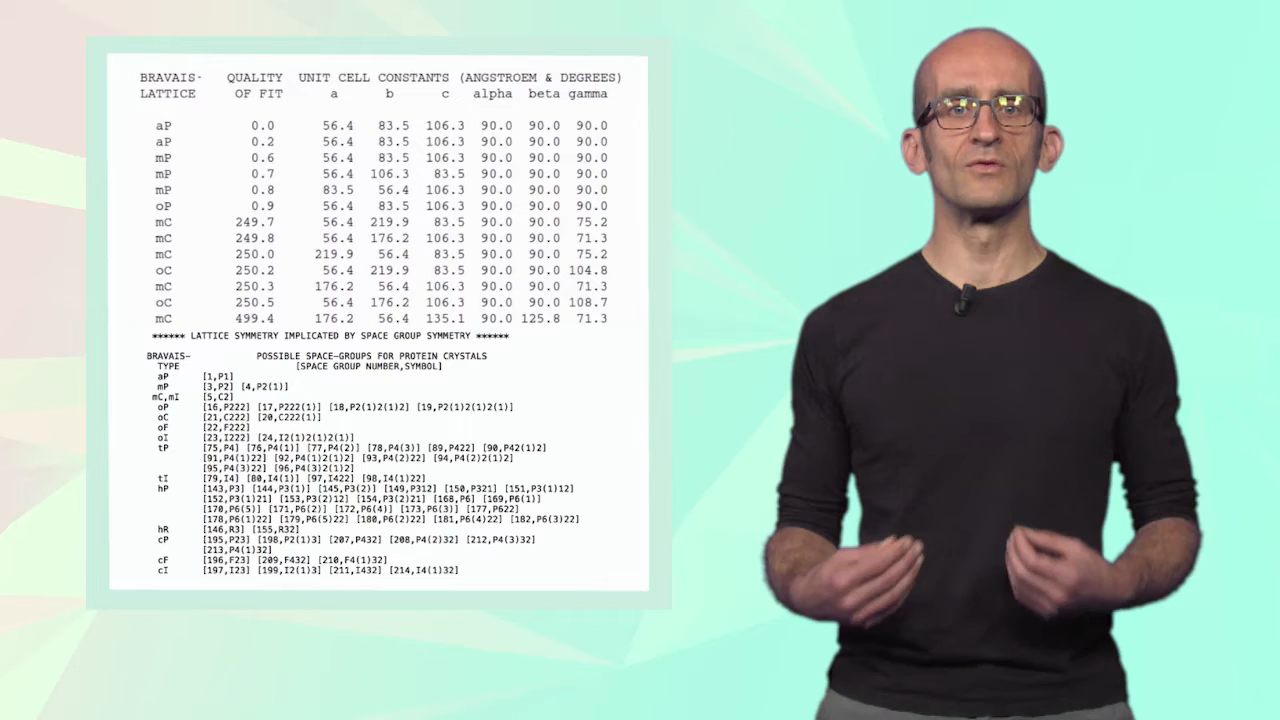 BRAVAIS- QUALITY UNIT CELL CONSTANTS (ANGSTROEM & DEGREES)
LATTICE OF FIT a b c alpha beta gamma
aP 0.0 56.4 83.5 106.3 90.0 90.0 90.0
aP 0.2 56.4 83.5 106.3 90.0 90.0 90.0
mP 0.6 56.4 83.5 106.3 90.0 90.0 90.0
mP 0.7 56.4 106.3 83.5 90.0 90.0 90.0
mP 0.8 83.5 56.4 106.3 90.0 90.0 90.0
oP 0.9 56.4 83.5 106.3 90.0 90.0 90.0
mC 249.7 56.4 219.9 83.5 90.0 90.0 75.2
mC 249.8 56.4 176.2 106.3 90.0 90.0 71.3
mC 250.0 219.9 56.4 83.5 90.0 90.0 75.2
oC 250.2 56.4 219.9 83.5 90.0 90.0 104.8
mC 250.3 176.2 56.4 106.3 90.0 90.0 71.3
oC 250.5 56.4 176.2 106.3 90.0 90.0 108.7
mC 499.4 176.2 56.4 135.1 90.0 125.8 71.3
****** LATTICE SYMMETRY IMPLICATED BY SPACE GROUP SYMMETRY ******
BRAVAIS- POSSIBLE SPACE-GROUPS FOR PROTEIN CRYSTALS
TYPE [SPACE GROUP NUMBER,SYMBOL]
aP [1,P1]
mP [3,P2] [4,P2(1)]
mC,mI [5,C2]
oP [16,P222] [17,P222(1)] [18,P2(1)2(1)2] [19,P2(1)2(1)2(1)]
oC [21,C222] [20,C222(1)]
oF [22,F222]
oI [23,I222] [24,I2(1)2(1)2(1)]
tP [75,P4] [76,P4(1)] [77,P4(2)] [78,P4(3)] [89,P422] [90,P42(1)2]
[91,P4(1)22] [92,P4(1)2(1)2] [93,P4(2)22] [94,P4(2)2(1)2]
[95,P4(3)22] [96,P4(3)2(1)2]
tI [79,I4] [80,I4(1)] [97,I422] [98,I4(1)22]
hP [143,P3] [144,P3(1)] [145,P3(2)] [149,P312] [150,P321] [151,P3(1)12]
[152,P3(1)21] [153,P3(2)12] [154,P3(2)21] [168,P6] [169,P6(1)]
[170,P6(5)] [171,P6(2)] [172,P6(4)] [173,P6(3)] [177,P622]
[178,P6(1)22] [179,P6(5)22] [180,P6(2)22] [181,P6(4)22] [182,P6(3)22]
hR [146,R3] [155,R32]
cP [195,P23] [198,P2(1)3] [207,P432] [208,P4(2)32] [212,P4(3)32]
[213,P4(1)32]
cF [196,F23] [209,F432] [210,F4(1)32]
cI [197,I23] [199,I2(1)3] [211,I432] [214,I4(1)32]